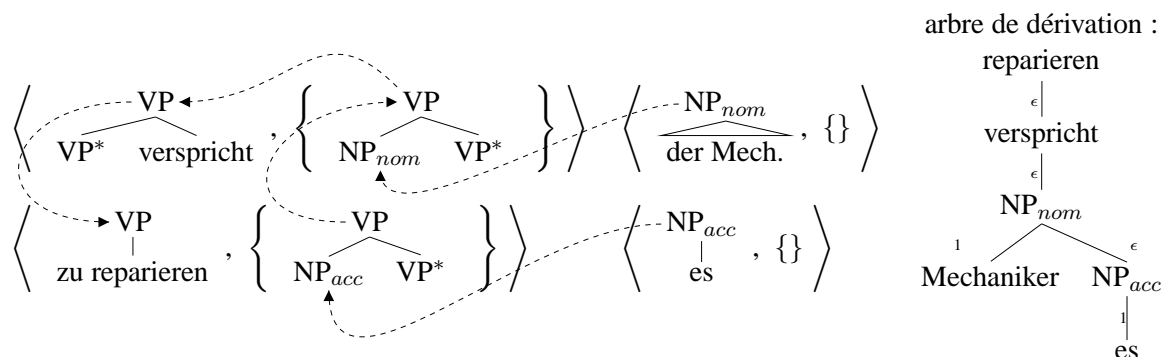 arbre de dérivation :
VP
VP* verspricht
,
VP
NP_nom VP*
NP_nom
der Mech.
, {}
VP
zu reparieren
,
VP
NP_acc VP*
NP_acc
es
, {}
reparieren
ϵ
verspricht
ϵ
NP_nom
1 ϵ
Mechaniker NP_acc
1
es